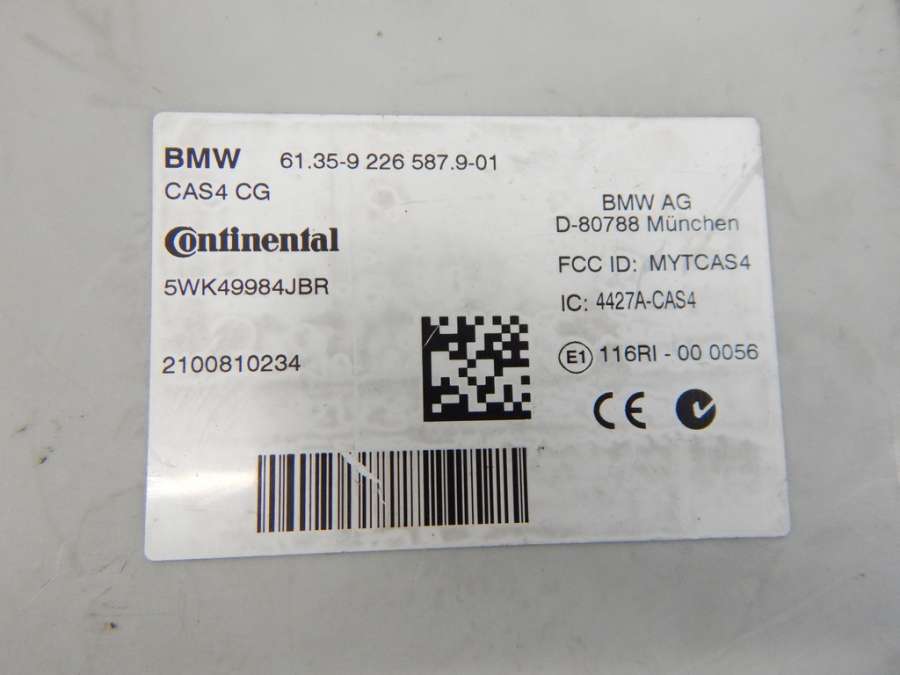 BMW 61.35-9 226 587.9-01
CAS4 CG
Continental
5WK49984JBR
2100810234
BMW AG
D-80788 München
FCC ID: MYTCAS4
IC: 4427A-CAS4
E1 116RI - 00 0056
CE